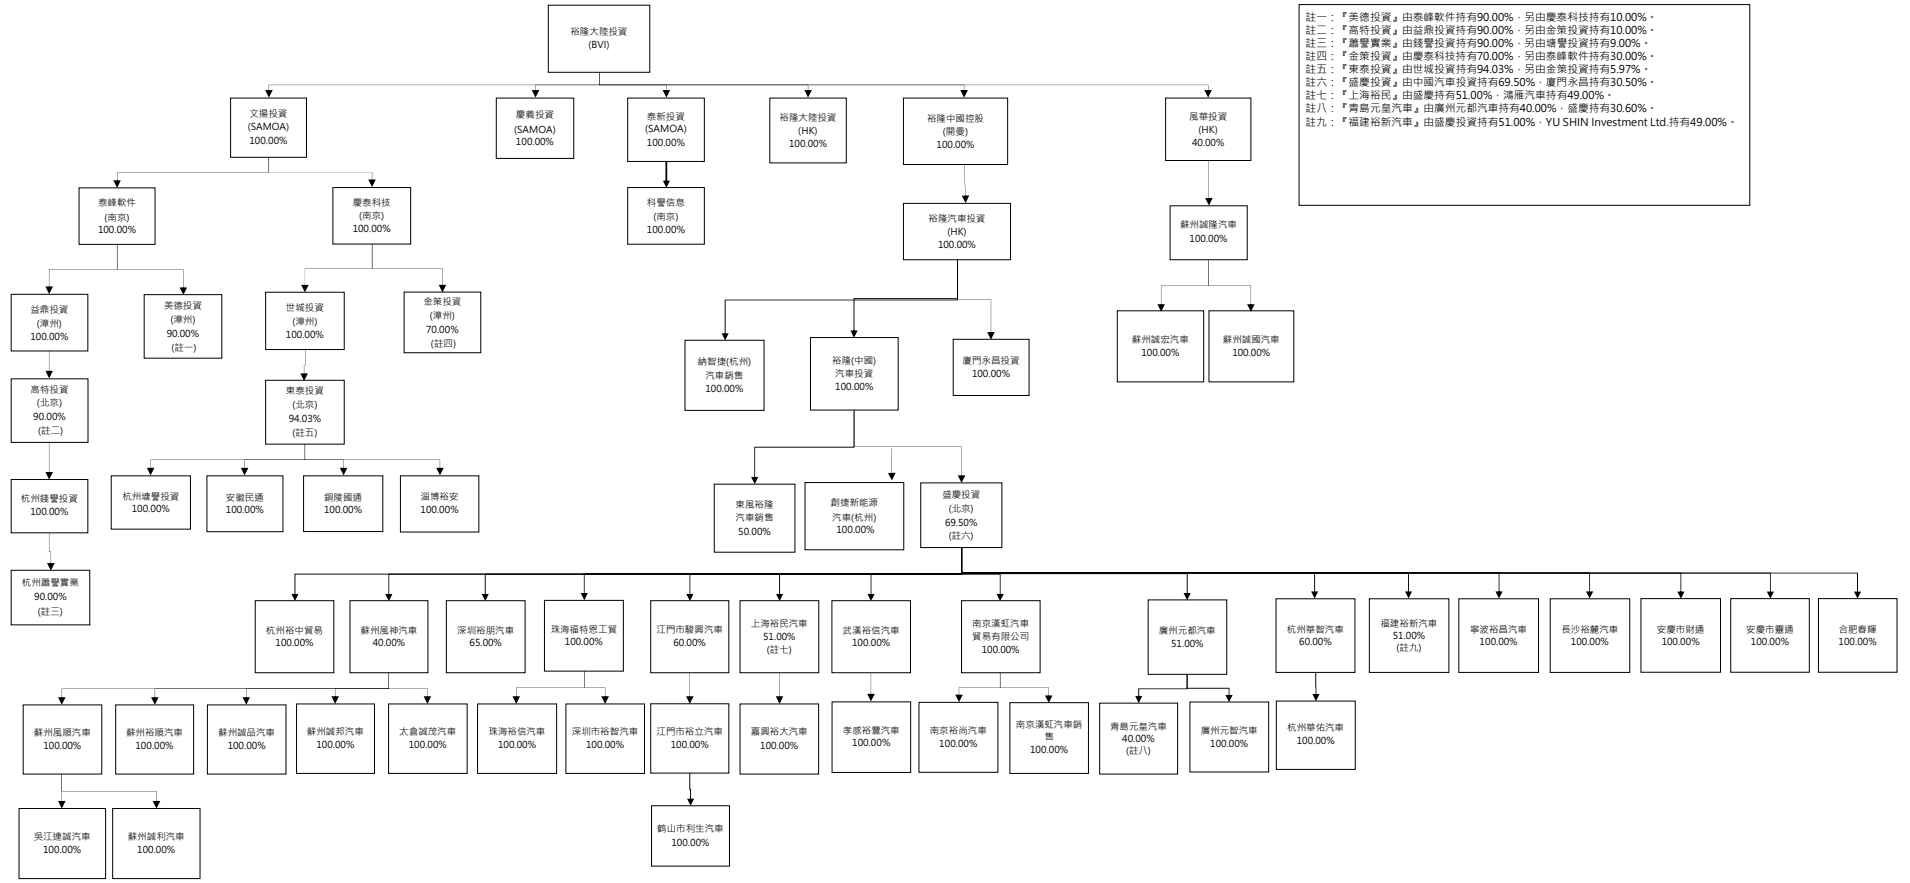 裕隆大陸投資
(BVI)
註一：『美德投資』由泰峰軟件持有90.00%，另由慶泰科技持有10.00%。
註二：『高特投資』由益鼎投資持有90.00%，另由金策投資持有10.00%。
註三：『蕭譽實業』由錢譽投資持有90.00%，另由塘譽投資持有9.00%。
註四：『金策投資』由慶泰科技持有70.00%，另由泰峰軟件持有30.00%。
註五：『東泰投資』由世城投資持有94.03%，另由金策投資持有5.97%。
註六：『盛慶投資』由中國汽車投資持有69.50%，廈門永昌持有30.50%。
註七：『上海裕民』由盛慶持有51.00%，鴻雁汽車持有49.00%。
註八：『青島元皇汽車』由廣州元都汽車持有40.00%，盛慶持有30.60%。
註九：『福建裕新汽車』由盛慶投資持有51.00%，YU SHIN Investment Ltd.持有49.00%。
文揚投資
(SAMOA)
100.00%
慶義投資
(SAMOA)
100.00%
泰新投資
(SAMOA)
100.00%
裕隆大陸投資
(HK)
100.00%
裕隆中國控股
(開曼)
100.00%
風華投資
(HK)
40.00%
泰峰軟件
(南京)
100.00%
慶泰科技
(南京)
100.00%
科譽信息
(南京)
100.00%
裕隆汽車投資
(HK)
100.00%
蘇州誠隆汽車
100.00%
益鼎投資
(漳州)
100.00%
美德投資
(漳州)
90.00%
(註一)
世城投資
(漳州)
100.00%
金策投資
(漳州)
70.00%
(註四)
納智捷(杭州)
汽車銷售
100.00%
裕隆(中國)
汽車投資
100.00%
廈門永昌投資
100.00%
蘇州誠宏汽車
100.00%
蘇州誠國汽車
100.00%
高特投資
(北京)
90.00%
(註二)
東泰投資
(北京)
94.03%
(註五)
杭州錢譽投資
100.00%
杭州塘譽投資
100.00%
安徽民通
100.00%
銅陵國通
100.00%
淄博裕安
100.00%
東風裕隆
汽車銷售
50.00%
創捷新能源
汽車(杭州)
100.00%
盛慶投資
(北京)
69.50%
(註六)
杭州蕭譽實業
90.00%
(註三)
杭州裕中貿易
100.00%
蘇州風神汽車
40.00%
深圳裕朋汽車
65.00%
珠海福特恩工貿
100.00%
江門市駿興汽車
60.00%
上海裕民汽車
51.00%
(註七)
武漢裕信汽車
100.00%
南京漢虹汽車
貿易有限公司
100.00%
廣州元都汽車
51.00%
杭州華智汽車
60.00%
福建裕新汽車
51.00%
(註九)
寧波裕昌汽車
100.00%
長沙裕麓汽車
100.00%
安慶市財通
100.00%
安慶市靈通
100.00%
合肥春輝
100.00%
蘇州風順汽車
100.00%
蘇州裕順汽車
100.00%
蘇州誠品汽車
100.00%
蘇州誠邦汽車
100.00%
太倉誠茂汽車
100.00%
珠海裕信汽車
100.00%
深圳市裕智汽車
100.00%
江門市裕立汽車
100.00%
嘉興裕大汽車
100.00%
孝感裕豐汽車
100.00%
南京裕尚汽車
100.00%
南京漢虹汽車銷
售
100.00%
青島元皇汽車
40.00%
(註八)
廣州元智汽車
100.00%
杭州華佑汽車
100.00%
吳江連誠汽車
100.00%
蘇州誠利汽車
100.00%
鹤山市利生汽車
100.00%